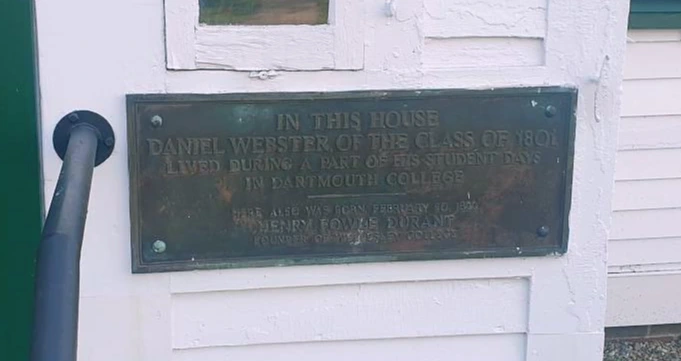 IN THIS HOUSE
DANIEL WEBSTER OF THE CLASS OF 1801
LIVED DURING A PART OF HIS STUDENT DAYS
IN DARTMOUTH COLLEGE
HERE ALSO WAS BORN FEBRUARY
HENRY FOWLE DURANT
FOUNDER OF WELLESLEY COLLEGE